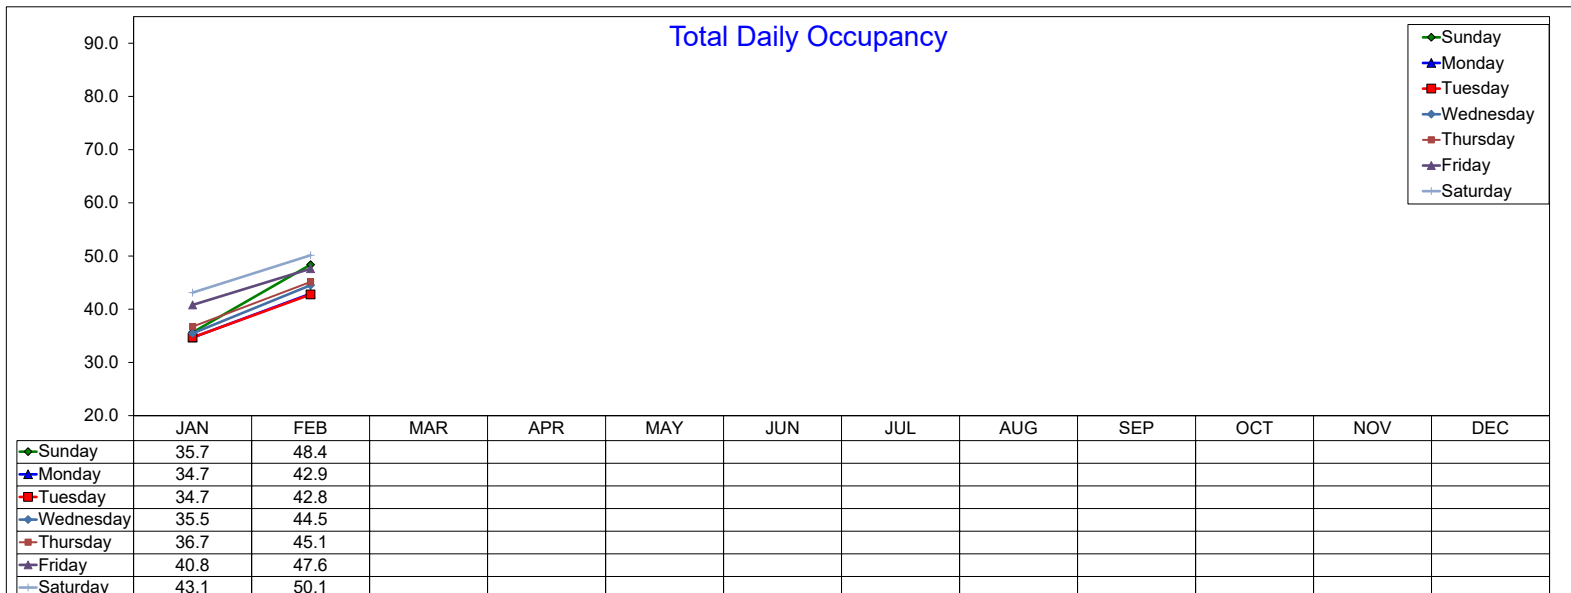 Total Daily Occupancy
90.0
80.0
70.0
60.0
50.0
40.0
30.0
20.0
Sunday
Monday
Tuesday
Wednesday
Thursday
Friday
Saturday
JAN FEB MAR APR MAY JUN JUL AUG SEP OCT NOV DEC
Sunday 35.7 48.4
Monday 34.7 42.9
Tuesday 34.7 42.8
Wednesday 35.5 44.5
Thursday 36.7 45.1
Friday 40.8 47.6
Saturday 43.1 50.1